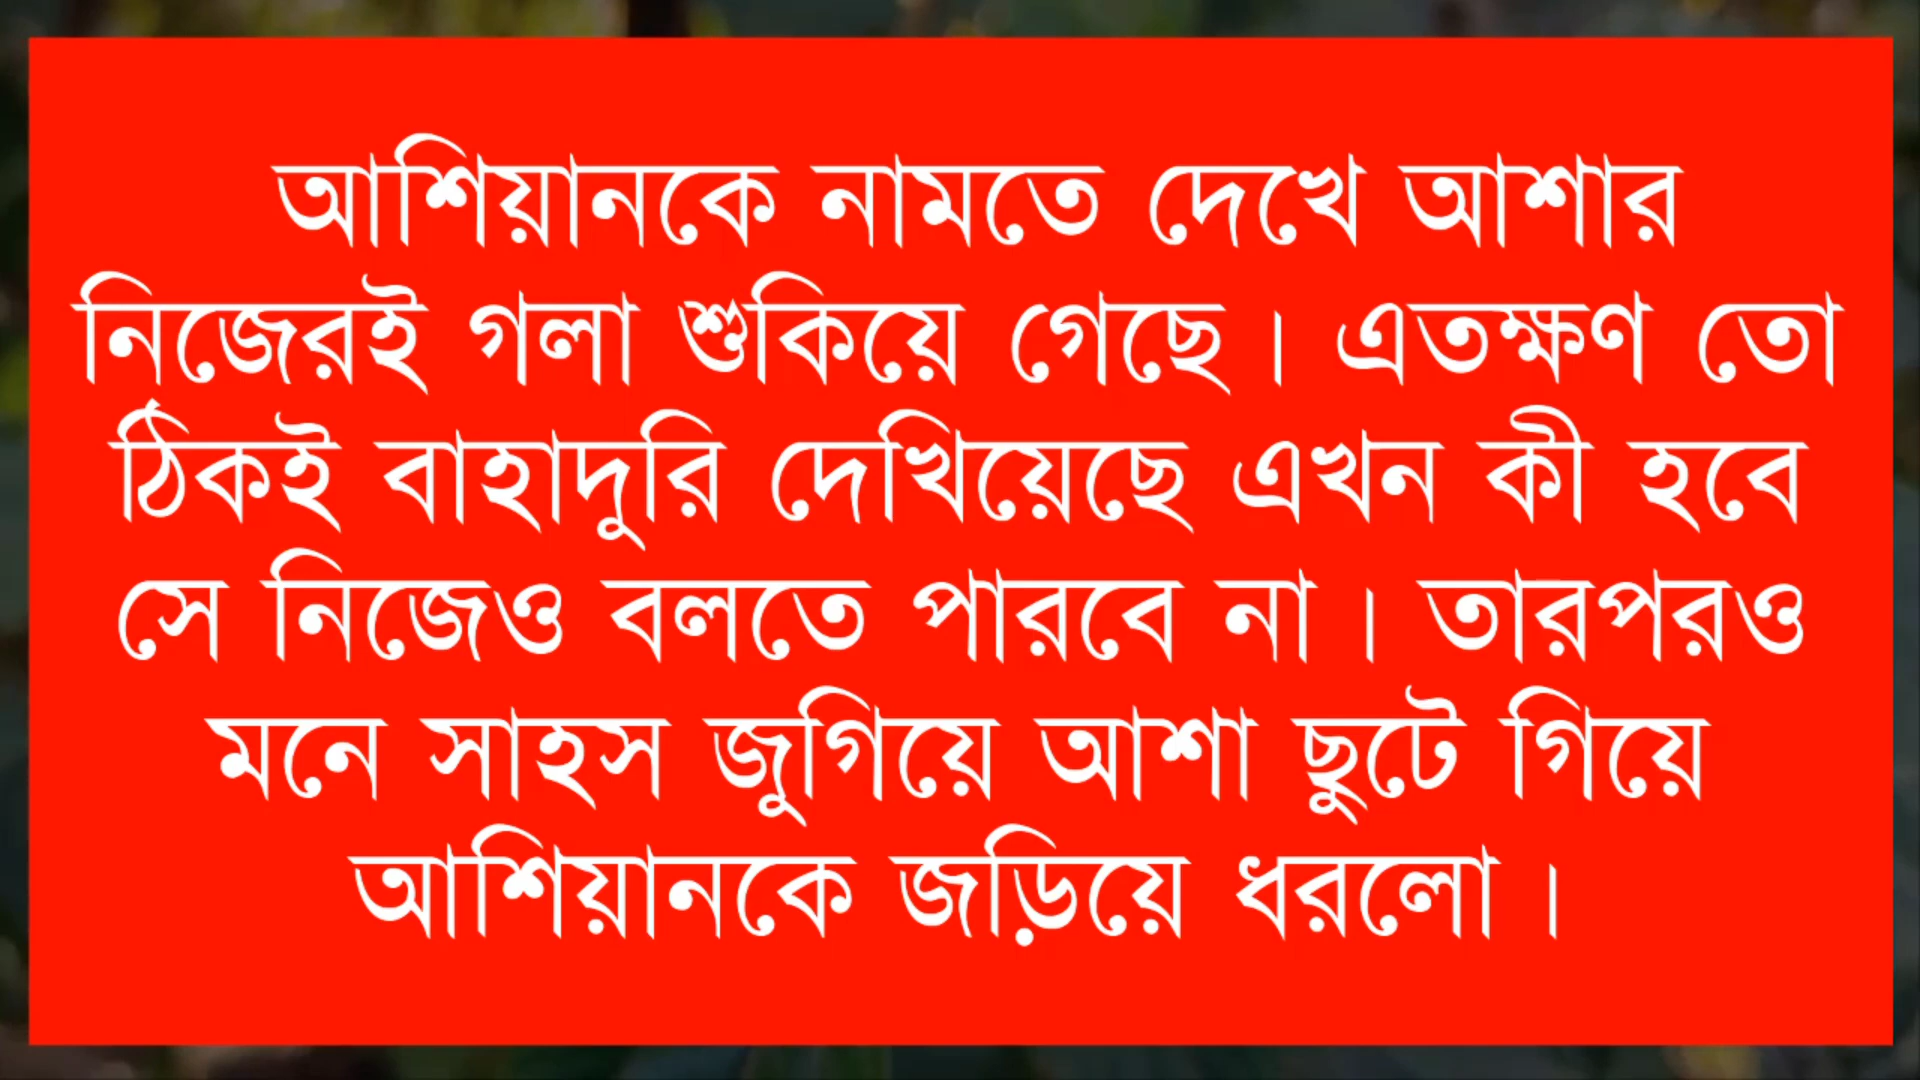 আশিয়ানকে নামতে দেখে আশার
নিজেরই গলা শুকিয়ে গেছে। এতক্ষণ তো
ঠিকই বাহাদুরি দেখিয়েছে এখন কী হবে
সে নিজেও বলতে পারবে না। তারপরও
মনে সাহস জুগিয়ে আশা ছুটে গিয়ে
আশিয়ানকে জড়িয়ে ধরলো।